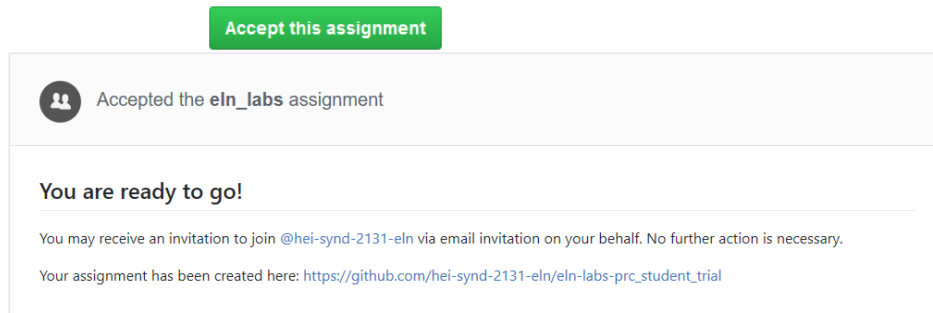 Accept this assignment
Accepted the eln_labs assignment
You are ready to go!
You may receive an invitation to join @hei-synd-2131-eln via email invitation on your behalf. No further action is necessary.
Your assignment has been created here: https://github.com/hei-synd-2131-eln/eln-labs-prc_student_trial